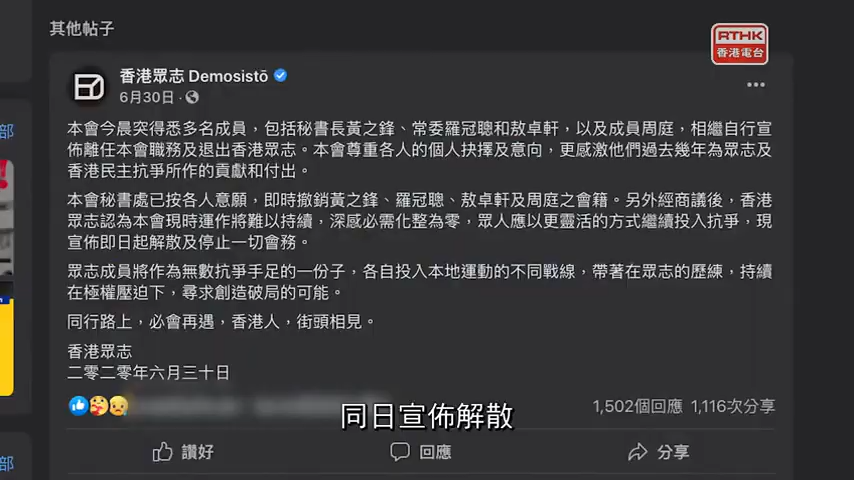 其他帖子
RTHK
香港電台
香港眾志 Demosistō
6月30日 ·
部
本會今晨突得悉多名成員，包括秘書長黃之鋒、常委羅冠聰和敖卓軒，以及成員周庭，相繼自行宣
佈離任本會職務及退出香港眾志。本會尊重各人的個人抉擇及意向，更感激他們過去幾年為眾志及
香港民主抗爭所作的貢獻和付出。
本會秘書處已按各人意願，即時撤銷黃之鋒、羅冠聰、敖卓軒及周庭之會籍。另外經商議後，香港
眾志認為本會現時運作將難以持續，深感必需化整為零，眾人應以更靈活的方式繼續投入抗爭，現
宣佈即日起解散及停止一切會務。
眾志成員將作為無數抗爭手足的一份子，各自投入本地運動的不同戰線，帶著在眾志的歷練，持續
在極權壓迫下，尋求創造破局的可能。
同行路上，必會再遇，香港人，街頭相見。
香港眾志
二零二零年六月三十日
1,502個回應 1,116次分享
同日宣佈解散
讚好
回應
分享
部